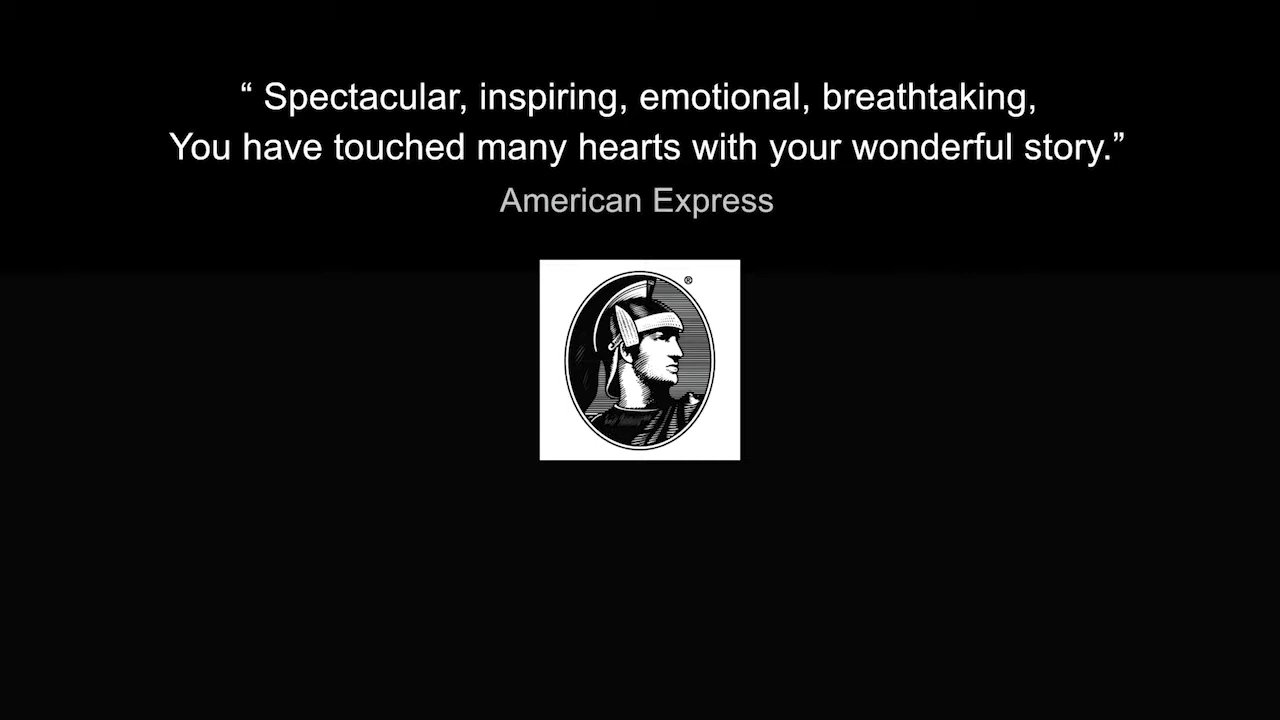 “ Spectacular, inspiring, emotional, breathtaking,
You have touched many hearts with your wonderful story.”
American Express
®